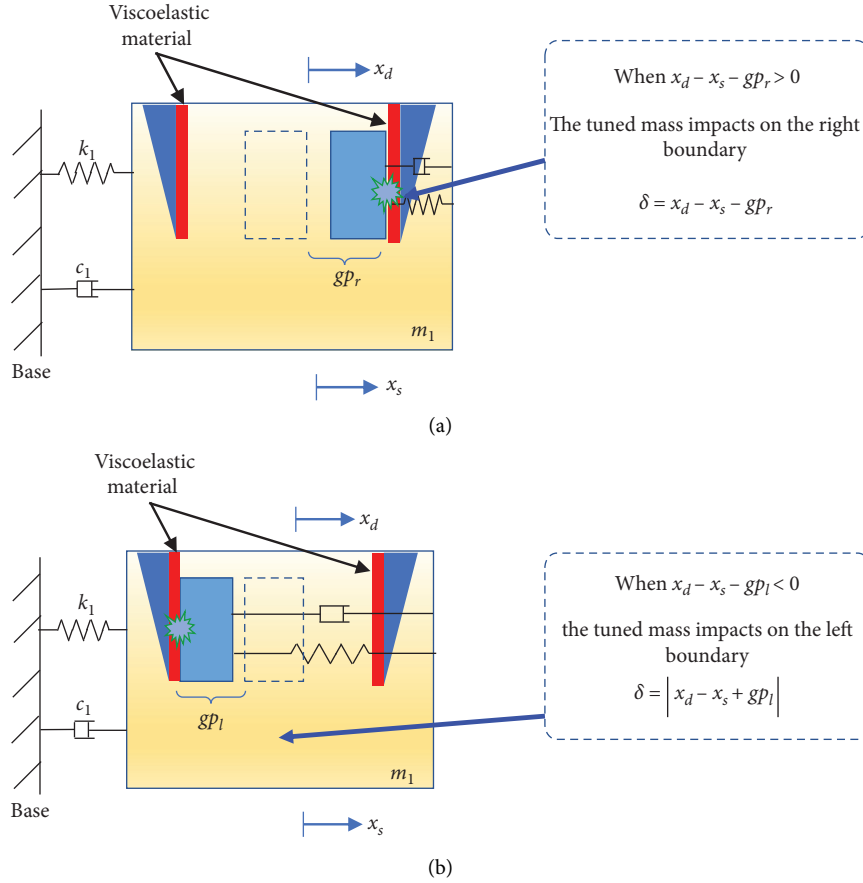 Viscoelastic
material
x_d
When x_d – x_s – gp_r > 0
The tuned mass impacts on the right
boundary
δ = x_d – x_s – gp_r
k_1
c_1
gp_r
m_1
Base
x_s
(a)
Viscoelastic
material
x_d
When x_d – x_s – gp_l < 0
the tuned mass impacts on the left
boundary
δ = |x_d – x_s + gp_l|
k_1
c_1
gp_l
m_1
Base
x_s
(b)